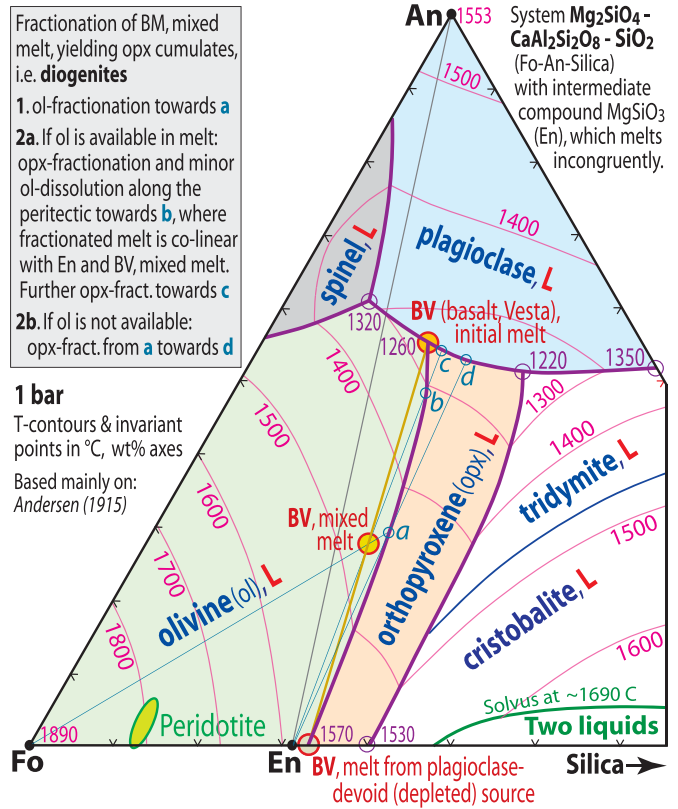 Fractionation of BM, mixed
melt, yielding opx cumulates,
i.e. diogenites
1. ol-fractionation towards a
2a. If ol is available in melt:
opx-fractionation and minor
ol-dissolution along the
peritectic towards b, where
fractionated melt is co-linear
with En and BV, mixed melt.
Further opx-fract. towards c
2b. If ol is not available:
opx-fract. from a towards d
1 bar
T-contours & invariant
points in °C, wt% axes
Based mainly on:
Andersen (1915)
An
1553
System Mg2SiO4 -
CaAl2Si2O8 - SiO2
(Fo-An-Silica)
with intermediate
compound MgSiO3
(En), which melts
incongruently.
1500
1400
plagioclase, L
spinel, L
BV (basalt, Vesta),
initial melt
1320
1260
c
d
1220
1350
b
1300
1400
1400
1500
tridymite, L
orthopyroxene (opx), L
1600
BV, mixed
melt
a
1500
1700
olivine (ol), L
cristobalite, L
1800
1600
Solvus at ~1690 C
Two liquids
Peridotite
1890
1570
1530
Fo
En
BV, melt from plagioclase-
devoid (depleted) source
Silica